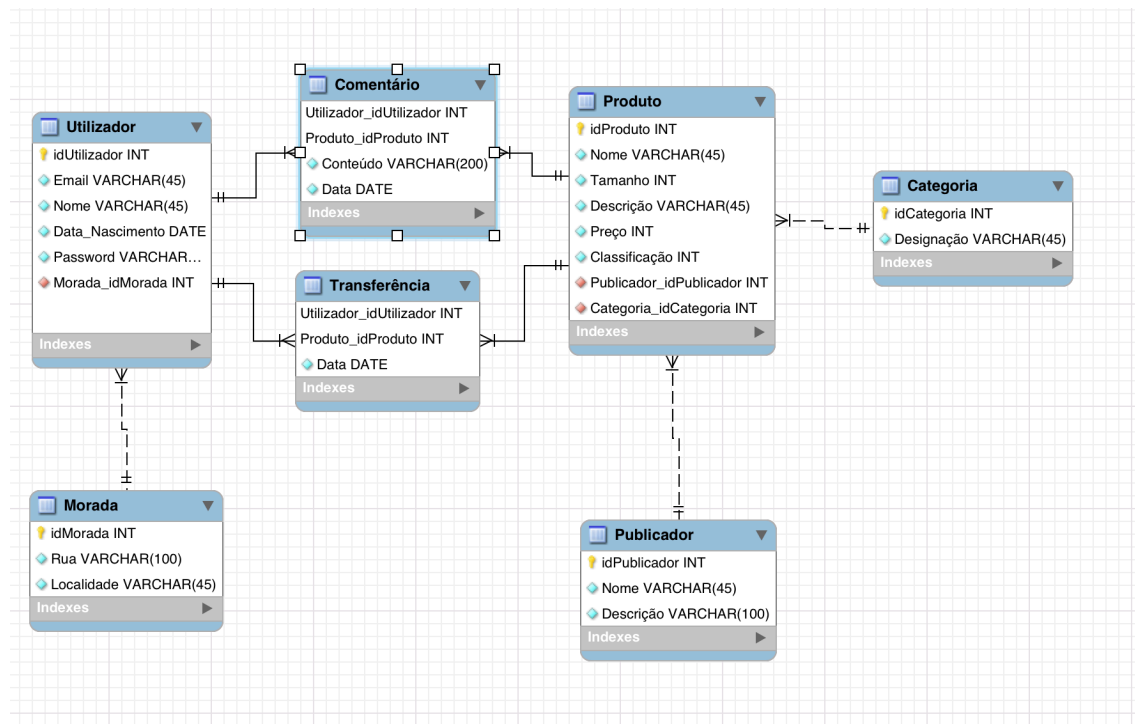 Utilizador
idUtilizador INT
Email VARCHAR(45)
Nome VARCHAR(45)
Data_Nascimento DATE
Password VARCHAR...
Morada_idMorada INT
Indexes
Comentário
Utilizador_idUtilizador INT
Produto_idProduto INT
Conteúdo VARCHAR(200)
Data DATE
Indexes
Produto
idProduto INT
Nome VARCHAR(45)
Tamanho INT
Descrição VARCHAR(45)
Preço INT
Classificação INT
Publicador_idPublicador INT
Categoria_idCategoria INT
Indexes
Categoria
idCategoria INT
Designação VARCHAR(45)
Indexes
Transferência
Utilizador_idUtilizador INT
Produto_idProduto INT
Data DATE
Indexes
Morada
idMorada INT
Rua VARCHAR(100)
Localidade VARCHAR(45)
Indexes
Publicador
idPublicador INT
Nome VARCHAR(45)
Descrição VARCHAR(100)
Indexes